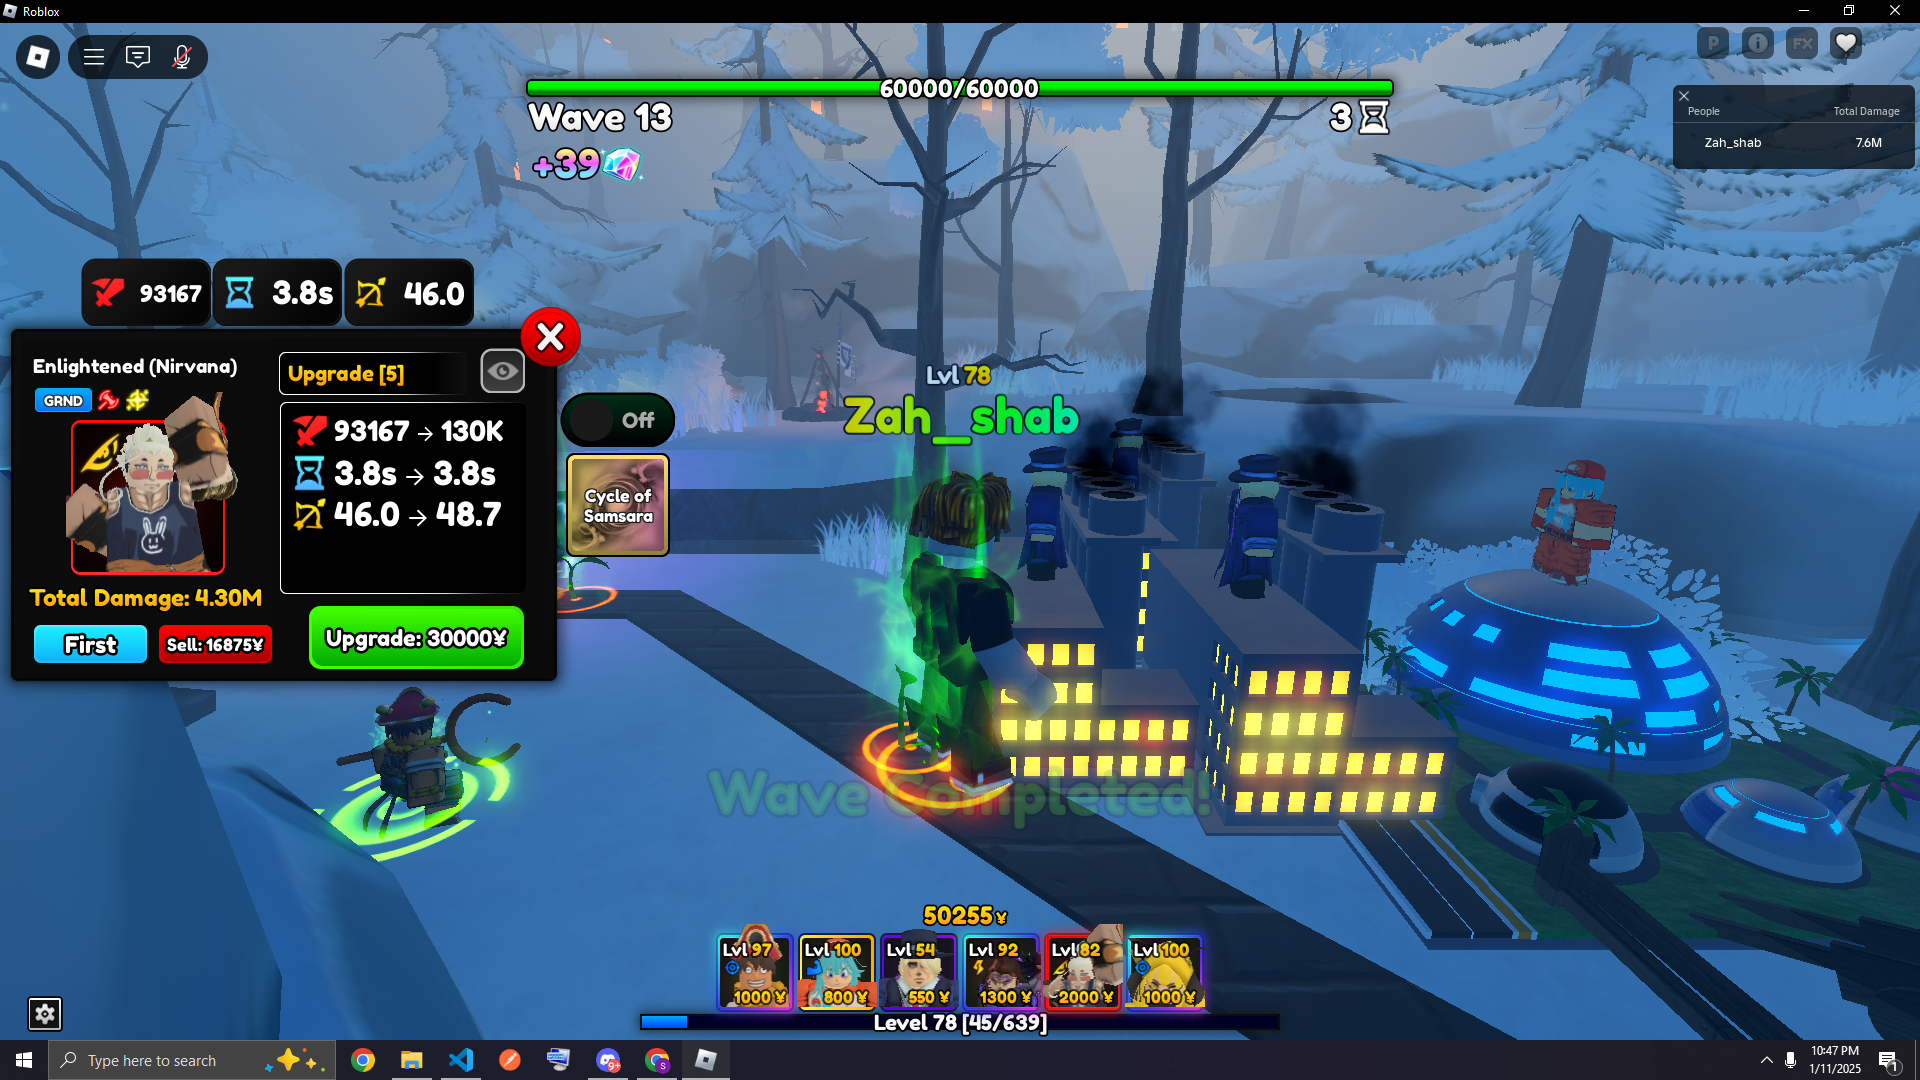 Roblox
P
FX
60000/60000
Wave 13
3
+39
People
Total Damage
Zah_shab
7.6M
93167
3.8s
46.0
Enlightened (Nirvana)
Upgrade [5]
GRND
93167 → 130K
3.8s → 3.8s
46.0 → 48.7
Off
Cycle of
Samsara
Total Damage: 4.30M
First
Sell: 16875¥
Upgrade: 30000¥
Lvl 78
Zah_shab
Wave Completed!
50255¥
Lvl 97
Lvl 100
Lvl 54
Lvl 92
Lvl 82
Lvl 100
1000 ¥
800 ¥
550 ¥
1300 ¥
2000 ¥
1000 ¥
Level 78 [45/639]
Type here to search
9+
S
10:47 PM
1/11/2025
1